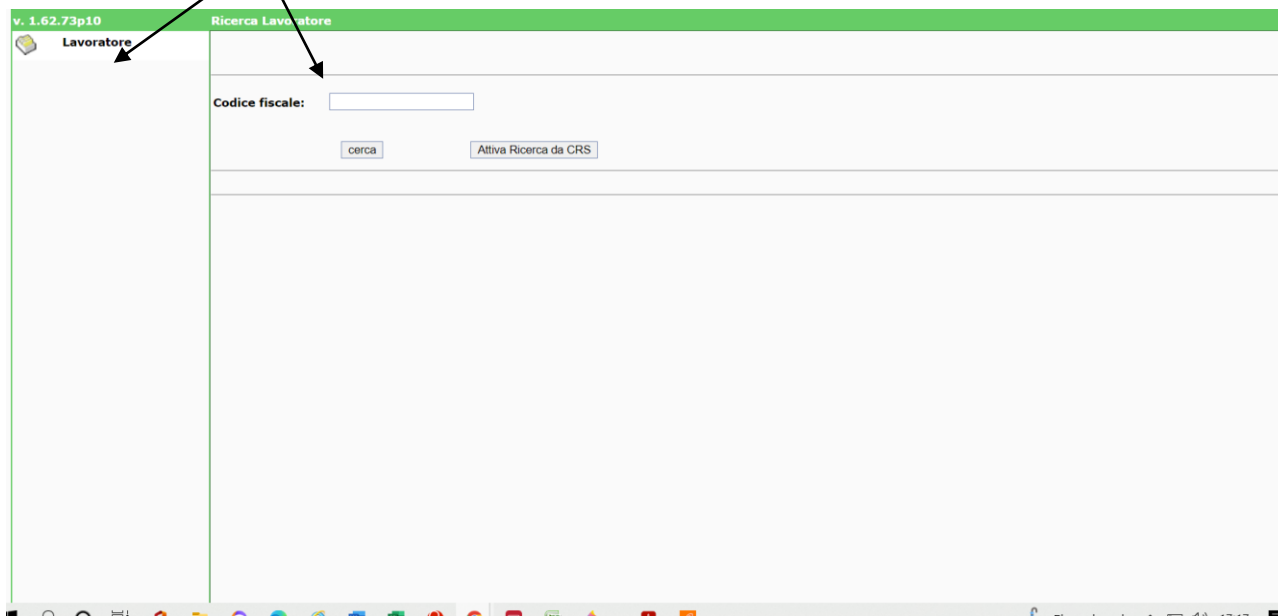 v. 1.62.73p10
Ricerca Lavoratore
Lavoratore
Codice fiscale:
cerca
Attiva Ricerca da CRS